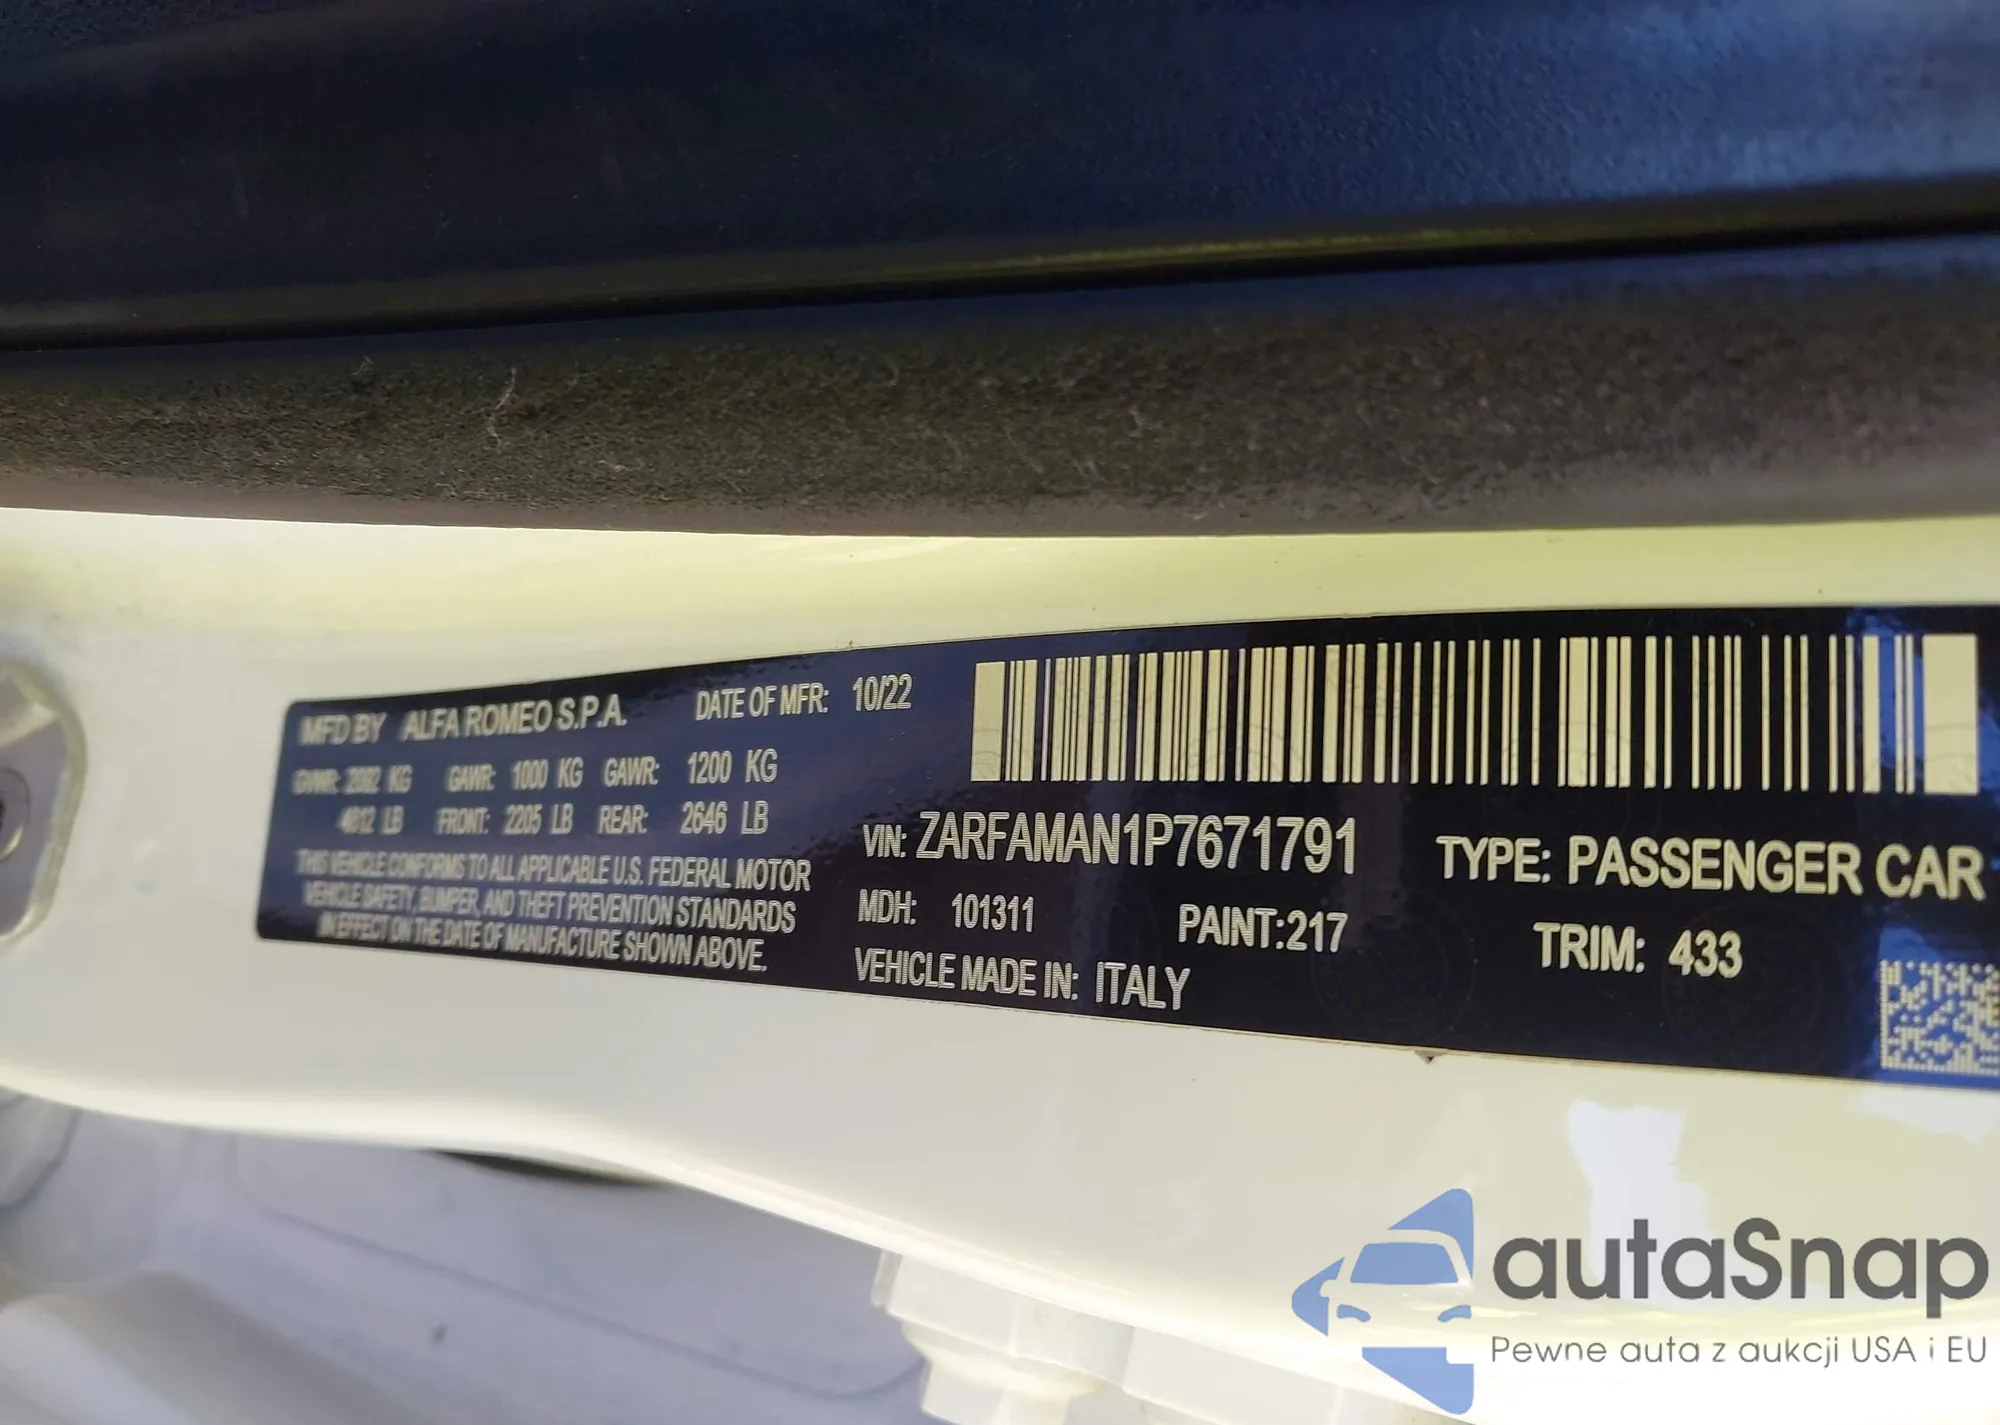 MFD BY ALFA ROMEO S.P.A. DATE OF MFR: 10/22
GVWR: 2082 KG GAWR: 1000 KG GAWR: 1200 KG
LB FRONT: 2205 LB REAR: 2646 LB
THIS VEHICLE CONFORMS TO ALL APPLICABLE U.S. FEDERAL MOTOR
VEHICLE SAFETY, BUMPER, AND THEFT PREVENTION STANDARDS
IN EFFECT ON THE DATE OF MANUFACTURE SHOWN ABOVE.
VIN: ZARFAMAN1P7671791 TYPE: PASSENGER CAR
MDH: 101311 PAINT:217 TRIM: 433
VEHICLE MADE IN: ITALY
autaSnap
Pewne auta z aukcji USA i EU